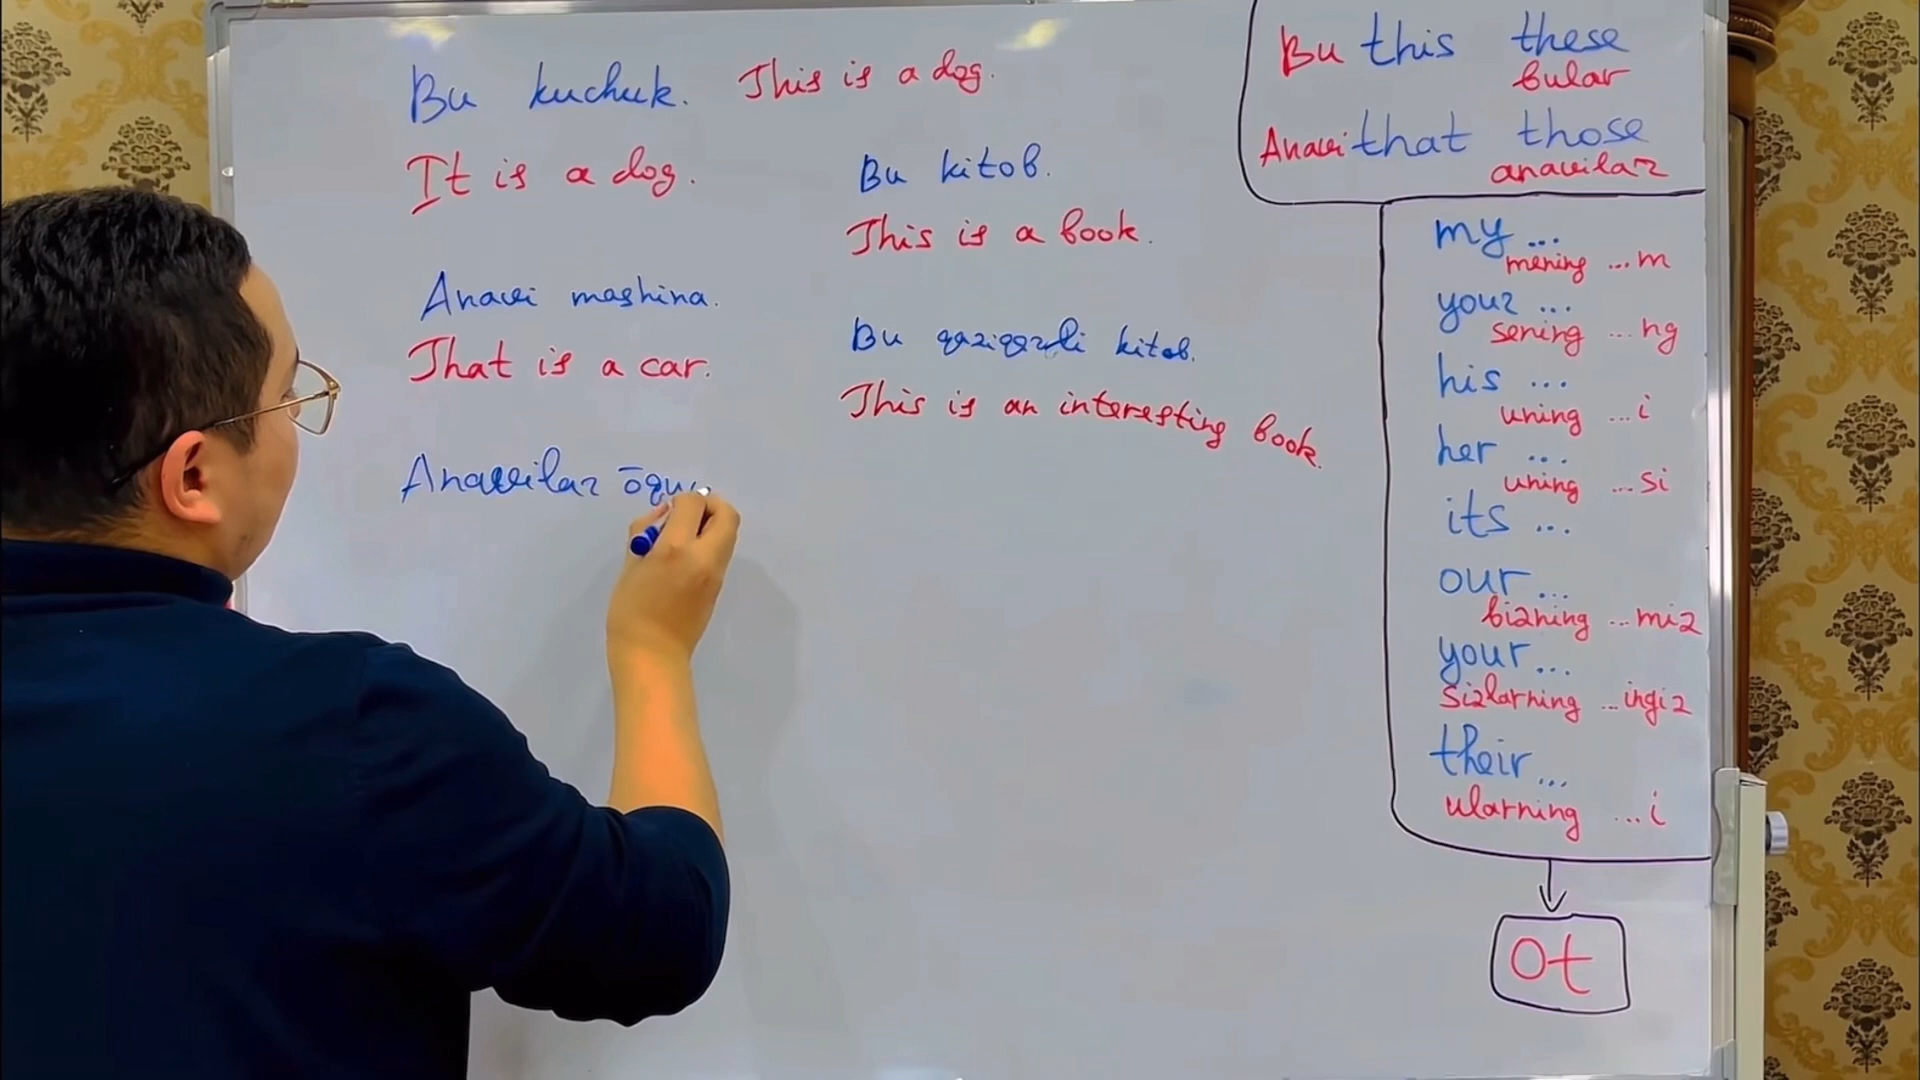 Bu kuchuk. This is a dog.
It is a dog.
Bu kitob.
This is a book.
Anavi mashina.
That is a car.
Bu qiziqarli kitob.
This is an interesting book.
Anavilar
Bu this these
bular
Anavi that those
anavilar
my ...
mening ...m
your ...
sening ...ng
his ...
uning ...i
her ...
uning ...si
its ...
our ...
bizning ...miz
your ...
sizlarning ...ingiz
their ...
ularning ...i
Ot